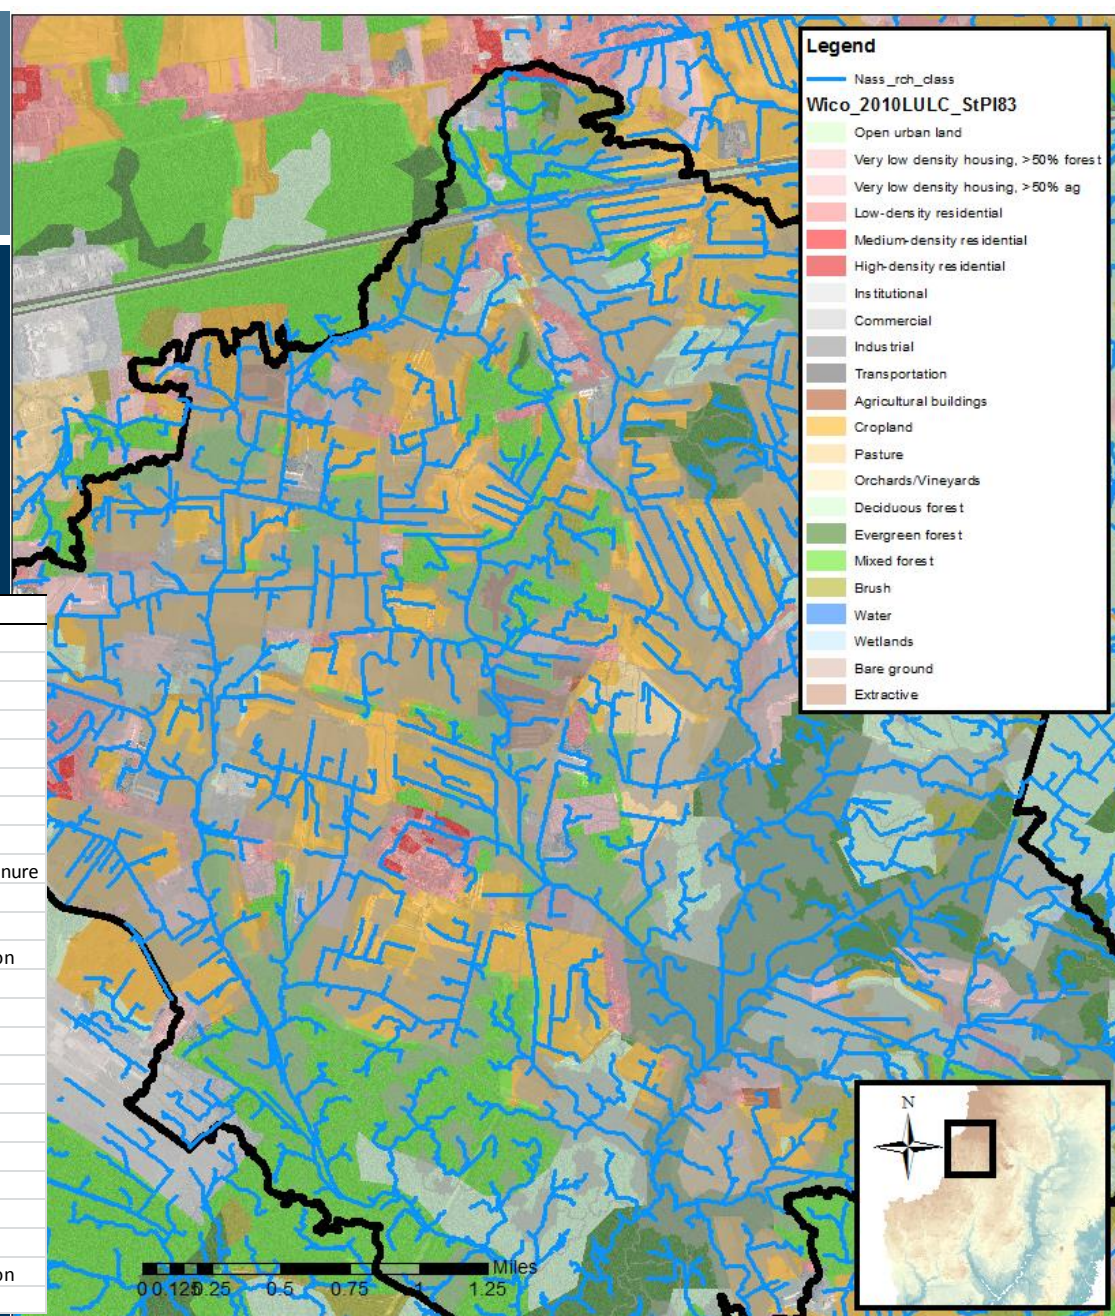 Legend
Nass_rch_class
Wico_2010LULC_StPl83
Open urban land
Very low density housing, >50% forest
Very low density housing, >50% ag
Low-density residential
Medium-density residential
High-density residential
Institutional
Commercial
Industrial
Transportation
Agricultural buildings
Cropland
Pasture
Orchards/Vineyards
Deciduous forest
Evergreen forest
Mixed forest
Brush
Water
Wetlands
Bare ground
Extractive
nure
on
on
N
Miles
0 0.125 0.25 0.5 0.75 1 1.25